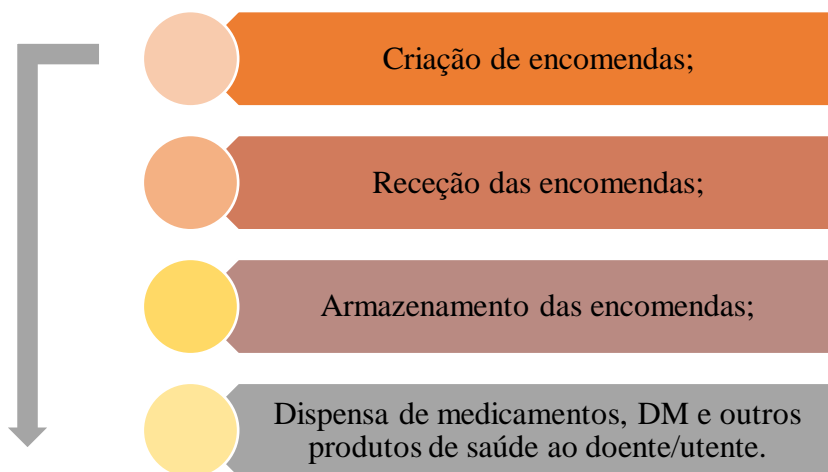 Criação de encomendas;
Receção das encomendas;
Armazenamento das encomendas;
Dispensa de medicamentos, DM e outros
produtos de saúde ao doente/utente.